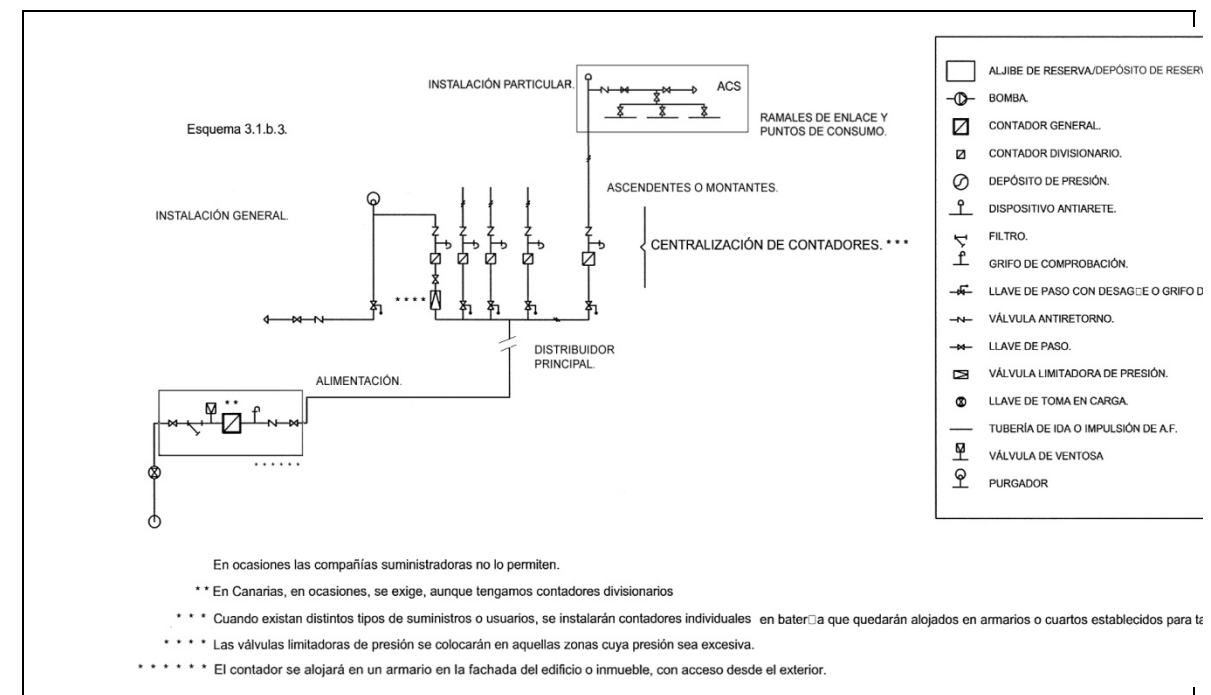 INSTALACIÓN PARTICULAR.
ACS
RAMALES DE ENLACE Y
PUNTOS DE CONSUMO.
Esquema 3.1.b.3.
ASCENDENTES O MONTANTES.
INSTALACIÓN GENERAL.
CENTRALIZACIÓN DE CONTADORES. * * *
* * * *
DISTRIBUIDOR
PRINCIPAL.
ALIMENTACIÓN.
* *
* * * * * *
ALJIBE DE RESERVA/DEPÓSITO DE RESERV
BOMBA.
CONTADOR GENERAL.
CONTADOR DIVISIONARIO.
DEPÓSITO DE PRESIÓN.
DISPOSITIVO ANTIARETE.
FILTRO.
GRIFO DE COMPROBACIÓN.
LLAVE DE PASO CON DESAG□E O GRIFO D
VÁLVULA ANTIRETORNO.
LLAVE DE PASO.
VÁLVULA LIMITADORA DE PRESIÓN.
LLAVE DE TOMA EN CARGA.
TUBERÍA DE IDA O IMPULSIÓN DE A.F.
VÁLVULA DE VENTOSA
PURGADOR
En ocasiones las compañías suministradoras no lo permiten.
* * En Canarias, en ocasiones, se exige, aunque tengamos contadores divisionarios
* * * Cuando existan distintos tipos de suministros o usuarios, se instalarán contadores individuales en bater□a que quedarán alojados en armarios o cuartos establecidos para ta
* * * * Las válvulas limitadoras de presión se colocarán en aquellas zonas cuya presión sea excesiva.
* * * * * * El contador se alojará en un armario en la fachada del edificio o inmueble, con acceso desde el exterior.